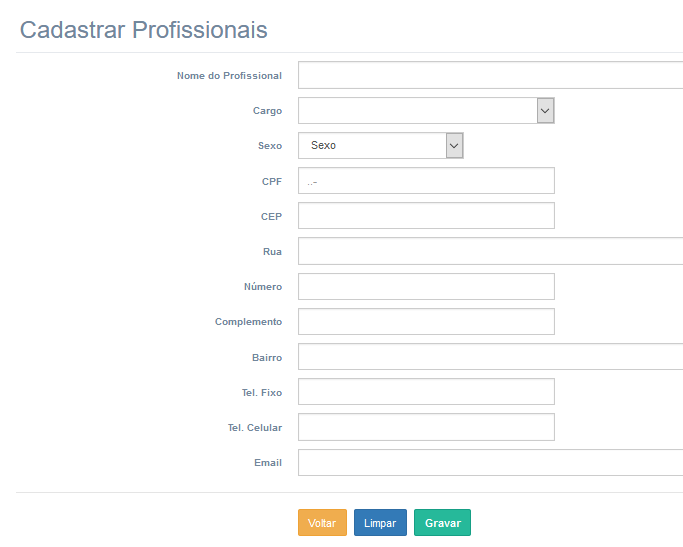 Cadastrar Profissionais
Nome do Profissional
Cargo
Sexo Sexo
CPF ..-
CEP
Rua
Número
Complemento
Bairro
Tel. Fixo
Tel. Celular
Email
Voltar Limpar Gravar